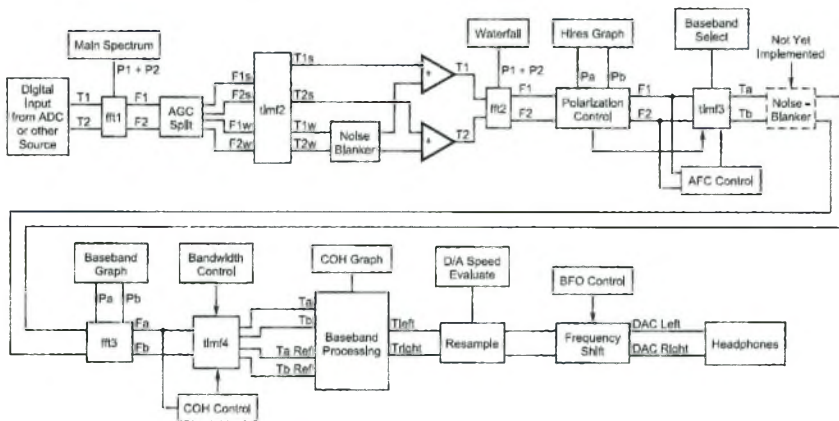 Main Spectrum
P1 + P2
Digital
Input
from ADC
or other
Source
T1
T2
fft1
F1
F2
AGC
Split
F1s
F2s
F1w
F2w
timf2
T1s
T2s
T1w
T2w
Noise
Blanker
+
+
T1
T2
Waterfall
P1 + P2
fft2
F1
F2
Hires Graph
Pa
Pb
Polarization
Control
F1
F2
Baseband
Select
timf3
AFC Control
Ta
Tb
Not Yet
Implemented
Noise -
Blanker
Baseband
Graph
Pa
Pb
fft3
Fa
Fb
Bandwidth
Control
timf4
COH Control
Ta
Tb
Ta Ref
Tb Ref
COH Graph
Baseband
Processing
Tleft
Tright
D/A Speed
Evaluate
Resample
BFO Control
Frequency
Shift
DAC Left
DAC Right
Headphones